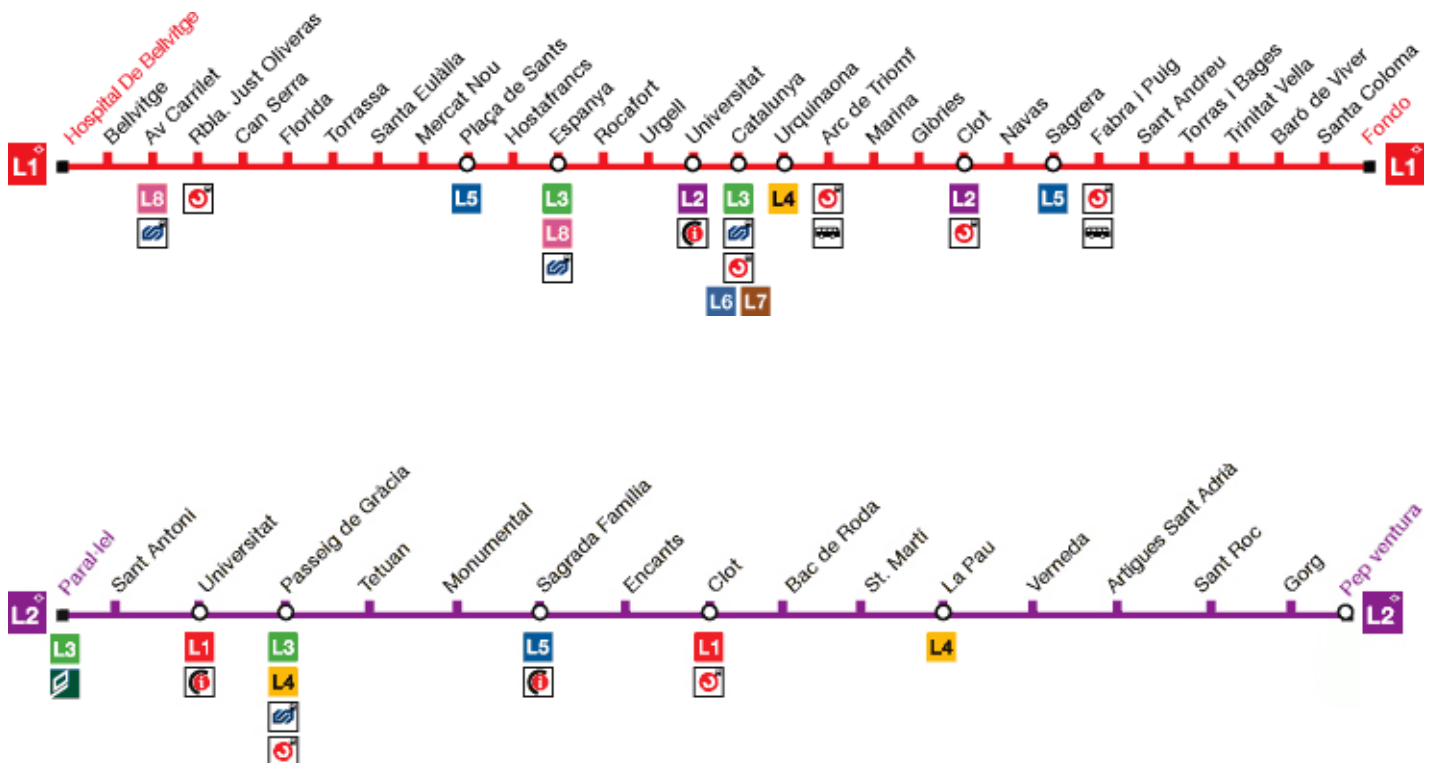 Hospital De Bellvitge
Bellvitge
Av Carrilet
Rbla. Just Oliveras
Can Serra
Florida
Torrassa
Santa Eulàlia
Mercat Nou
Plaça de Sants
Hostafrancs
Espanya
Rocafort
Urgell
Universitat
Catalunya
Urquinaona
Arc de Triomf
Marina
Glòries
Clot
Navas
Sagrera
Fabra i Puig
Sant Andreu
Torras i Bages
Trinitat Vella
Baró de Viver
Santa Coloma
Fondo
L1
L1
L8
L5
L3
L2
L3
L4
L2
L5
L8
L6
L7
Paral·lel
Sant Antoni
Universitat
Passeig de Gràcia
Tetuan
Monumental
Sagrada Família
Encants
Clot
Bac de Roda
St. Martí
La Pau
Verneda
Artigues Sant Adrià
Sant Roc
Gorg
Pep ventura
L2
L2
L3
L1
L3
L5
L1
L4
L4